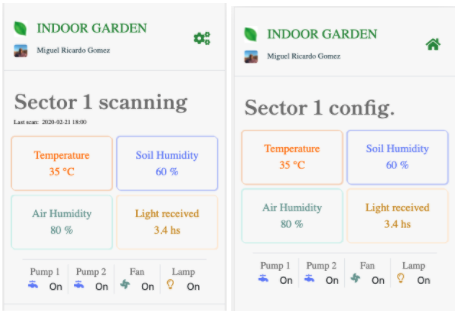 INDOOR GARDEN
Miguel Ricardo Gomez
Sector 1 scanning
Last scan: 2020-02-21 18:00
Temperature
35 °C
Soil Humidity
60 %
Air Humidity
80 %
Light received
3.4 hs
Pump 1
On
Pump 2
On
Fan
On
Lamp
On
INDOOR GARDEN
Miguel Ricardo Gomez
Sector 1 config.
Temperature
35 °C
Soil Humidity
60 %
Air Humidity
80 %
Light received
3.4 hs
Pump 1
On
Pump 2
On
Fan
On
Lamp
On